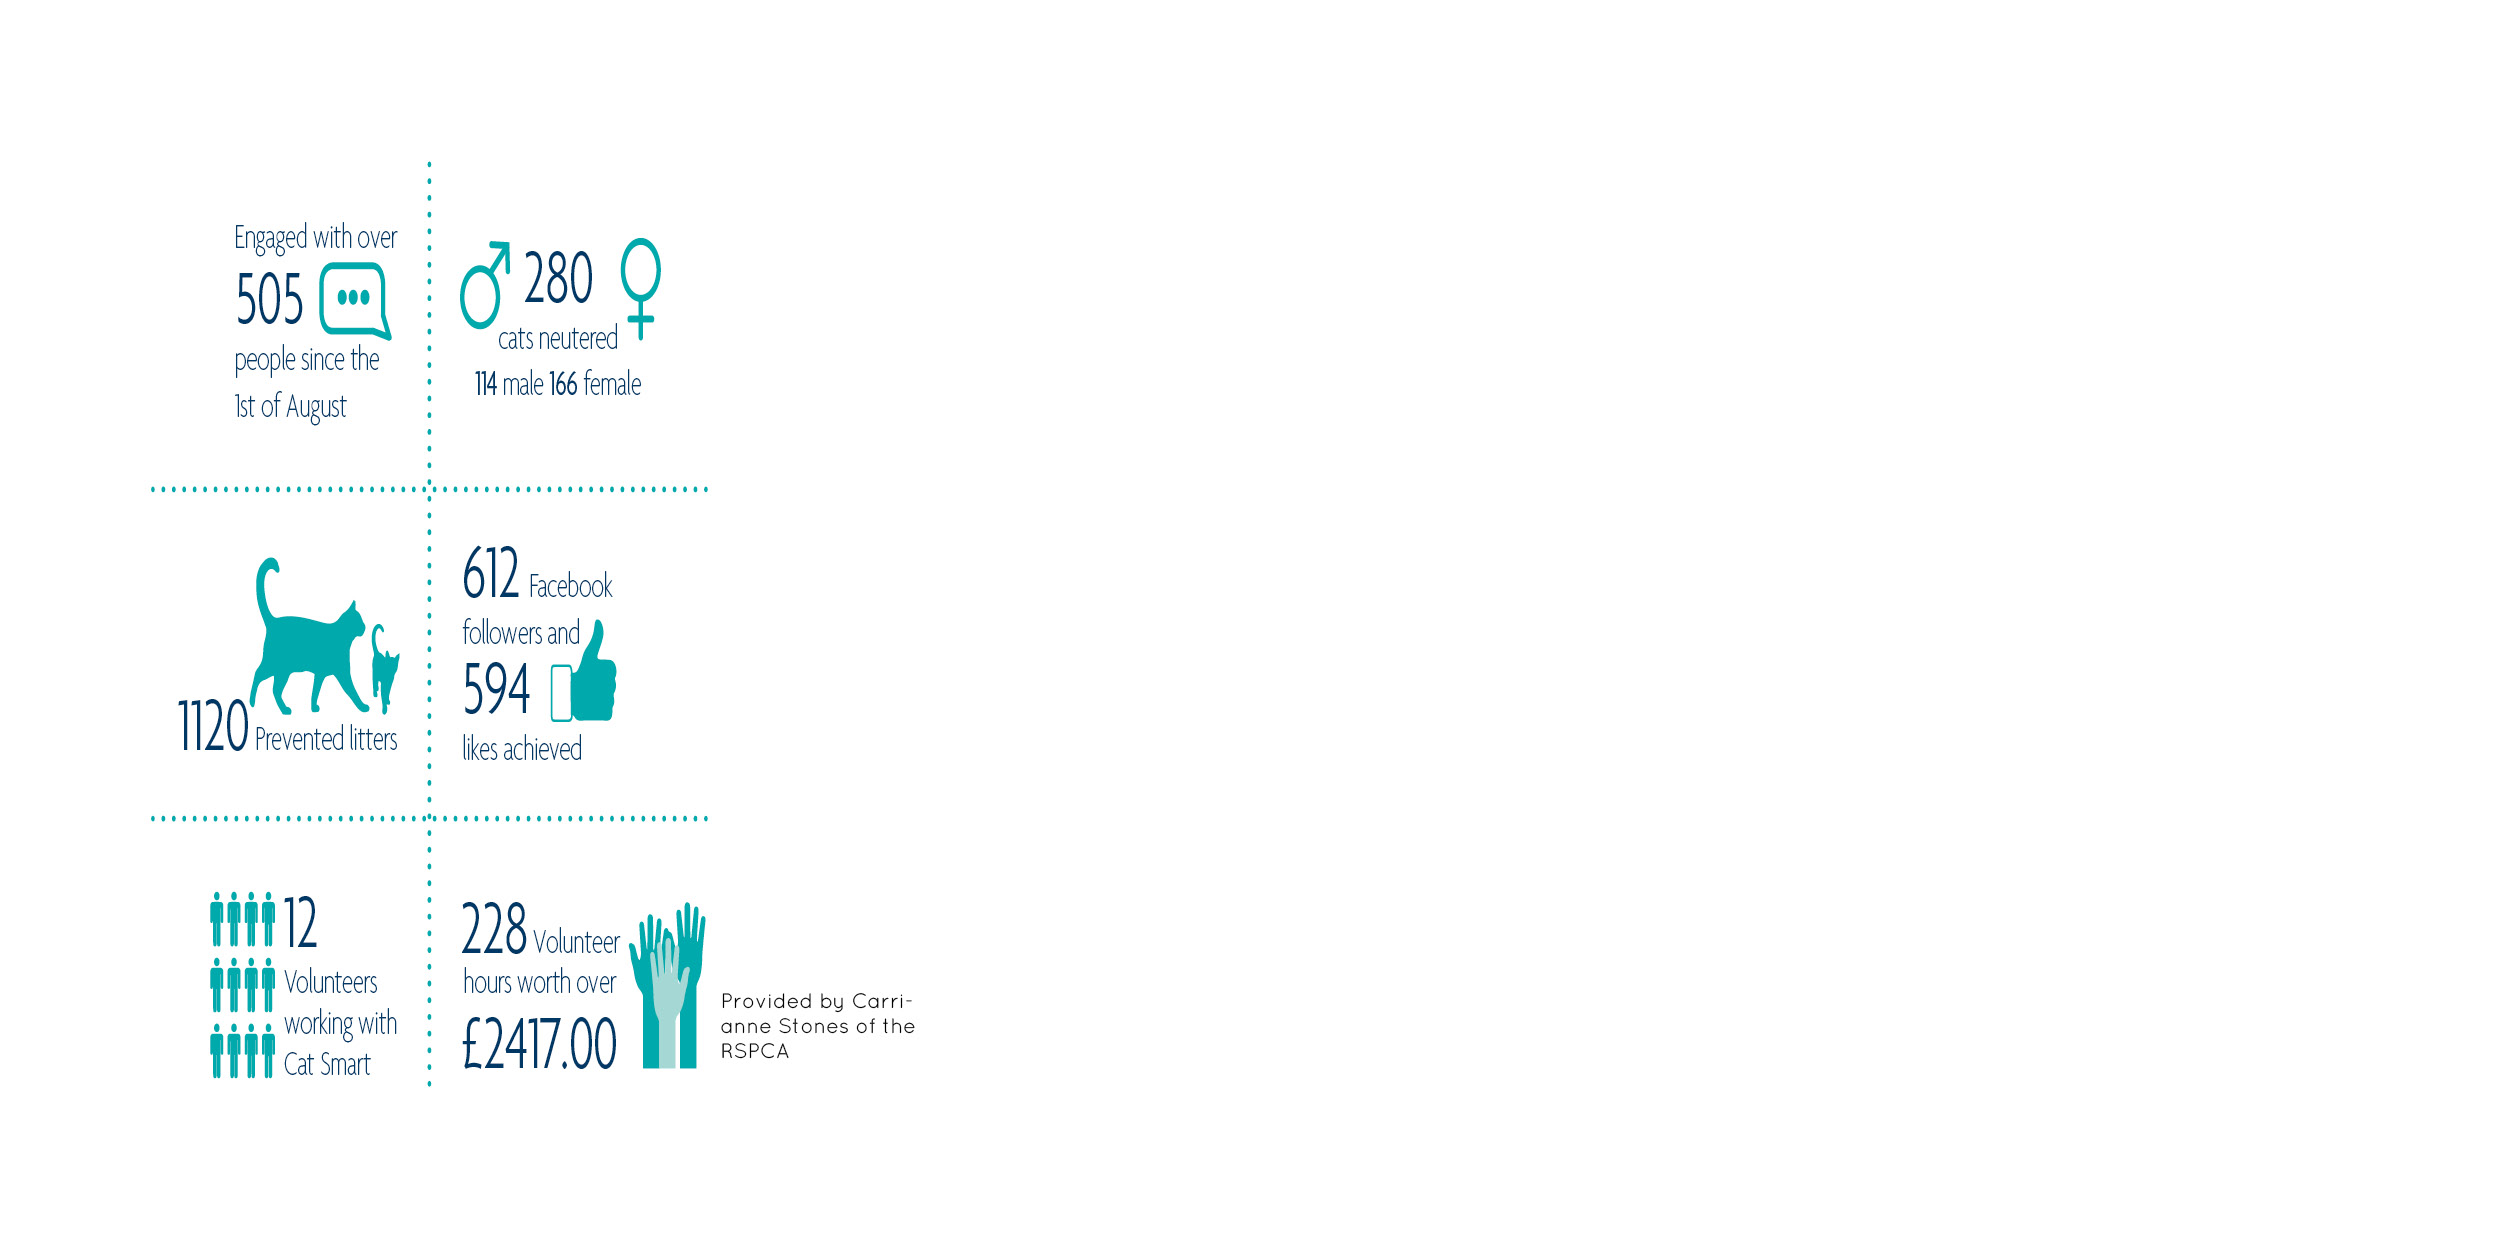 Engaged with over
505
people since the
1st of August
280
cats neutered
114 male 166 female
1120 Prevented litters
612 Facebook
followers and
594
likes achieved
12
Volunteers
working with
Cat Smart
228 Volunteer
hours worth over
£2417.00
Provided by Carri-
anne Stones of the
RSPCA